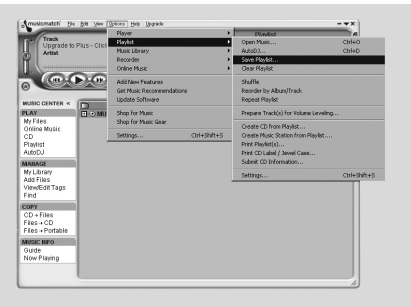 musicmatch File Edit View Options Help Upgrade
Track
Upgrade to Plus - Clic
Artist
Player
Playlist
Music Library
Recorder
Online Music
Add New Features
Get Music Recommendations
Update Software
Shop for Music
Shop for Music Gear
Settings... Ctrl+Shift+S
Playlist
Open Music... Ctrl+O
AutoDJ... Ctrl+D
Save Playlist...
Clear Playlist
Shuffle
Reorder by Album/Track
Repeat Playlist
Prepare Track(s) for Volume Leveling...
Create CD from Playlist...
Create Music Station from Playlist....
Print Playlist(s)...
Print CD Label / Jewel Case...
Submit CD Information...
Settings... Ctrl+Shift+S
MUSIC CENTER «
PLAY
My Files
Online Music
CD
Playlist
AutoDJ
MANAGE
My Library
Add Files
View/Edit Tags
Find
COPY
CD » Files
Files » CD
Files » Portable
MUSIC INFO
Guide
Now Playing